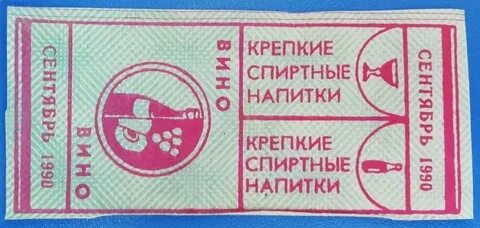 СЕНТЯБРЬ 1990
ВИНО
ВИНО
КРЕПКИЕ
СПИРТНЫЕ
НАПИТКИ
КРЕПКИЕ
СПИРТНЫЕ
НАПИТКИ
СЕНТЯБРЬ 1990